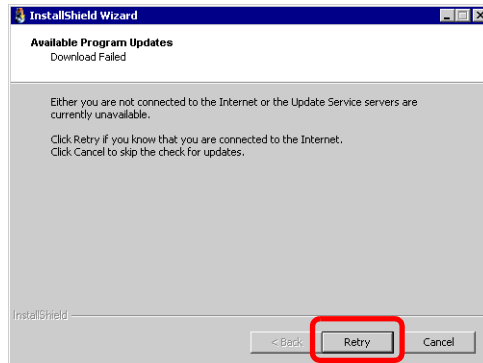 InstallShield Wizard
Available Program Updates
Download Failed
Either you are not connected to the Internet or the Update Service servers are
currently unavailable.
Click Retry if you know that you are connected to the Internet.
Click Cancel to skip the check for updates.
InstallShield
< Back Retry Cancel